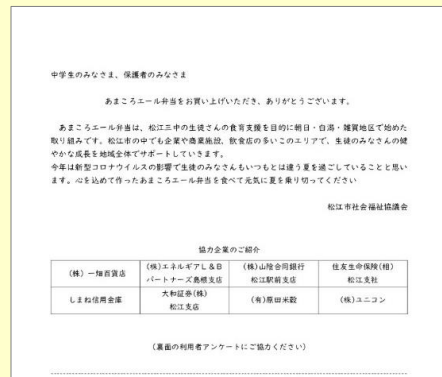 中学生のみなさま、保護者のみなさま
あまころエール弁当をお買い上げいただき、ありがとうございます。
あまころエール弁当は、松江三中の生徒さんの食育支援を目的に朝日・白潟・雑賀地区で始めた
取り組みです。松江市の中でも企業や商業施設、飲食店の多いこのエリアで、生徒のみなさんの健
やかな成長を地域全体でサポートしていきます。
今年は新型コロナウイルスの影響で生徒のみなさんもいつもとは違う夏を過ごしていることと思い
ます。心を込めて作ったあまころエール弁当を食べて元気に夏を乗り切ってください
松江市社会福祉協議会
協力企業のご紹介
(株) 一畑百貨店
(株)エネルギアL&B
パートナーズ島根支店
(株)山陰合同銀行
松江駅前支店
住友生命保険(相)
松江支社
しまね信用金庫
大和証券(株)
松江支店
(有)原田米穀
(株)ユニコン
(裏面の利用者アンケートにご協力ください)